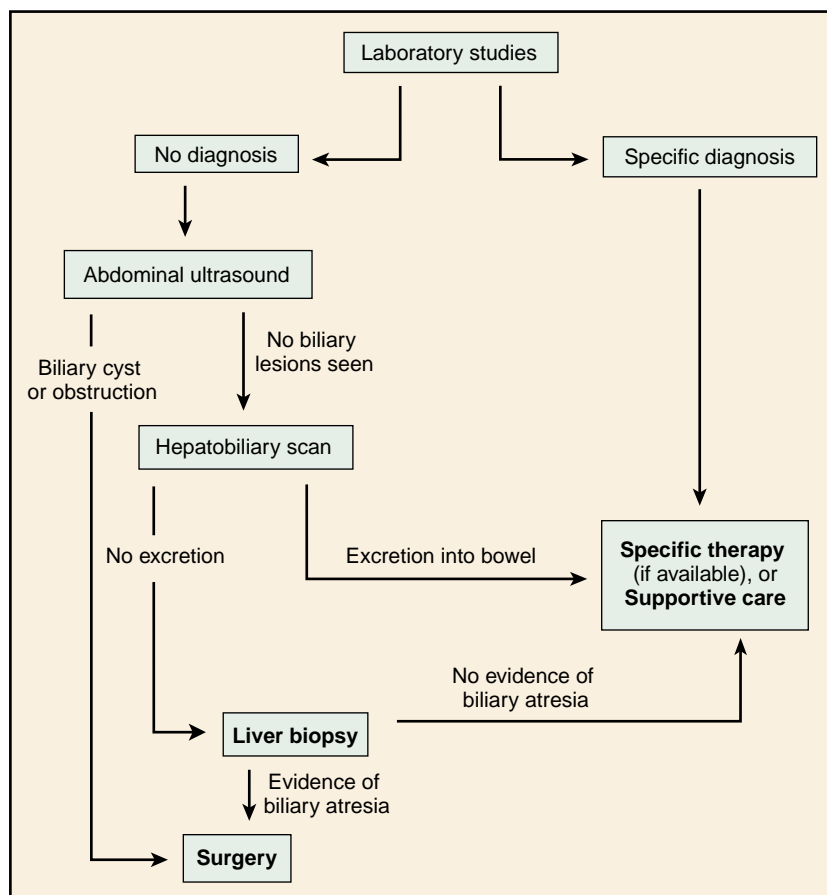 Laboratory studies
No diagnosis
Specific diagnosis
Abdominal ultrasound
No biliary
lesions seen
Biliary cyst
or obstruction
Hepatobiliary scan
No excretion
Excretion into bowel
Specific therapy
(if available), or
Supportive care
No evidence of
biliary atresia
Liver biopsy
Evidence of
biliary atresia
Surgery